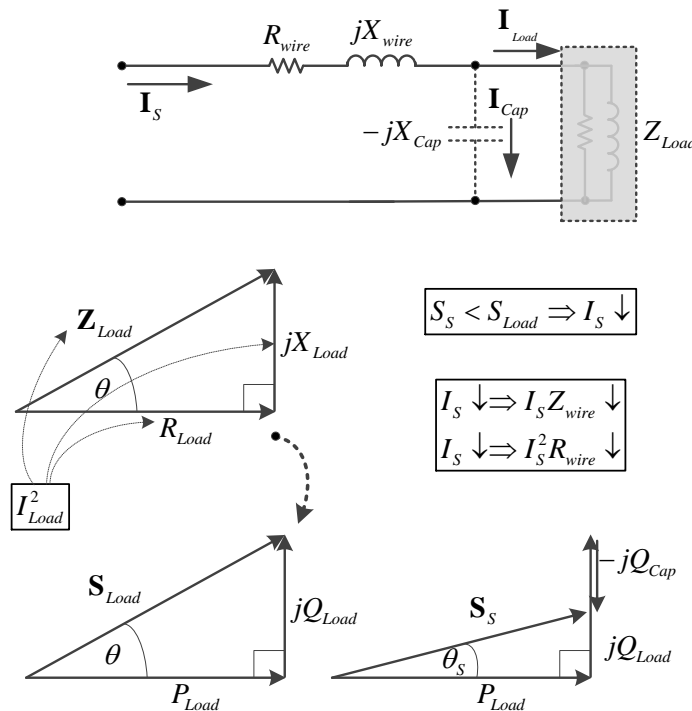 R_wire
jX_wire
I_Load
I_S
I_Cap
-jX_Cap
Z_Load
Z_Load
θ
jX_Load
R_Load
I²_Load
S_S < S_Load ⇒ I_S ↓
I_S ↓⇒ I_S Z_wire ↓
I_S ↓⇒ I_S² R_wire ↓
S_Load
jQ_Load
θ
P_Load
-jQ_Cap
S_S
jQ_Load
θ_S
P_Load